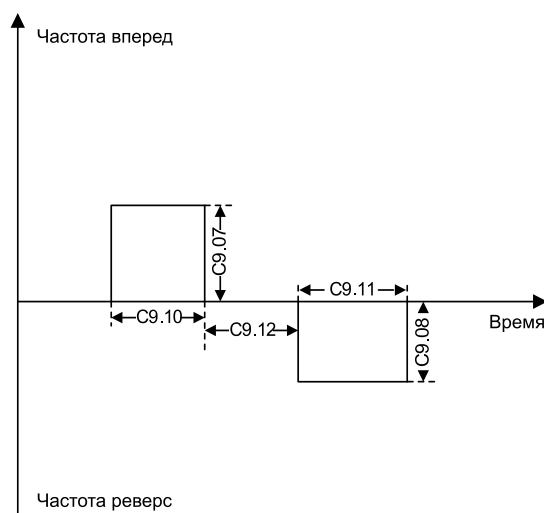 Частота вперед
C9.07
C9.11
C9.10
C9.12
C9.08
Время
Частота реверс